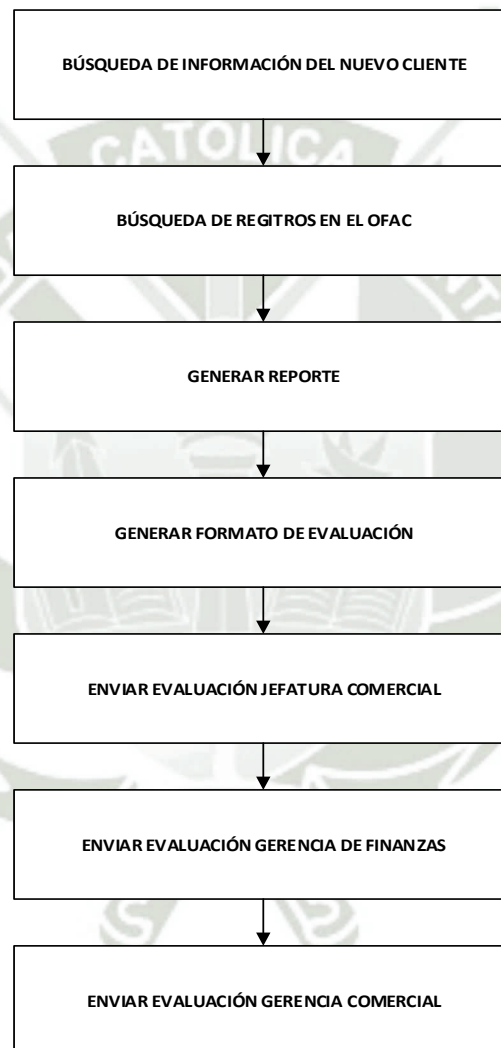 BÚSQUEDA DE INFORMACIÓN DEL NUEVO CLIENTE
CATOLICA
BÚSQUEDA DE REGITROS EN EL OFAC
GENERAR REPORTE
GENERAR FORMATO DE EVALUACIÓN
ENVIAR EVALUACIÓN JEFATURA COMERCIAL
ENVIAR EVALUACIÓN GERENCIA DE FINANZAS
ENVIAR EVALUACIÓN GERENCIA COMERCIAL